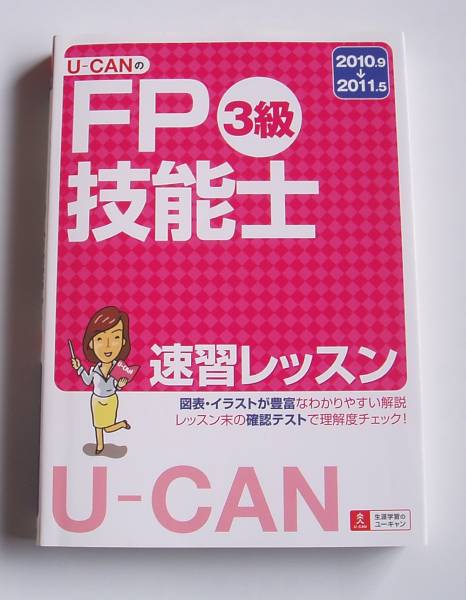 U-CANの
FP
3級
技能士
2010.9
↓
2011.5
速習レッスン
図表・イラストが豊富なわかりやすい解説
レッスン末の確認テストで理解度チェック!
U-CAN
U-CAN
生涯学習の
ユーキャン